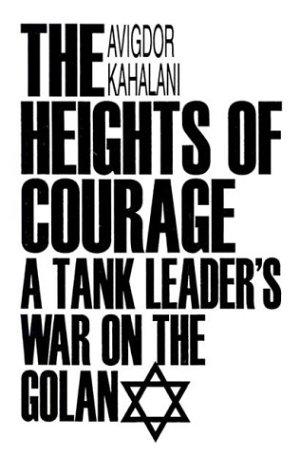 THE AVIGDOR
KAHALANI
HEIGHTS OF
COURAGE
A TANK LEADER'S
WAR ON THE
GOLAN